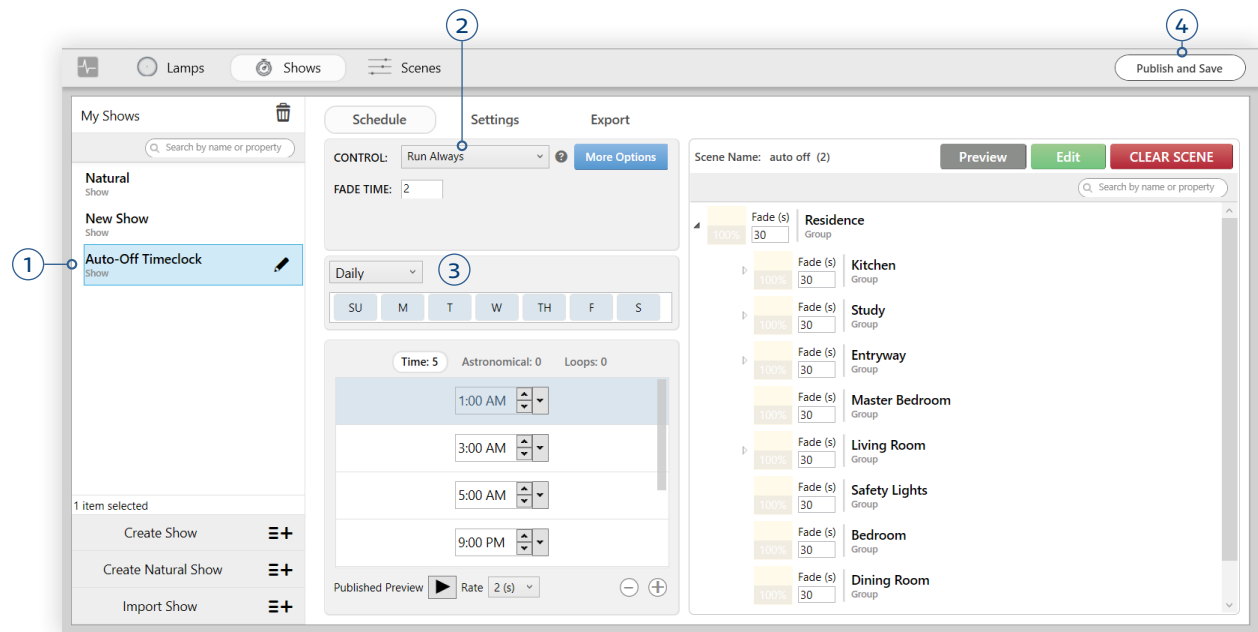 2
4
Lamps
Shows
Scenes
Publish and Save
My Shows
Search by name or property
Natural
Show
New Show
Show
1
Auto-Off Timeclock
Show
1 item selected
Create Show
Create Natural Show
Import Show
Schedule
Settings
Export
CONTROL:
Run Always
?
More Options
FADE TIME:
2
Daily
3
SU
M
T
W
TH
F
S
Time: 5
Astronomical: 0
Loops: 0
1:00 AM
3:00 AM
5:00 AM
9:00 PM
Published Preview
Rate
2 (s)
Scene Name: auto off (2)
Preview
Edit
CLEAR SCENE
Search by name or property
100%
Fade (s)
30
Residence
Group
100%
Fade (s)
30
Kitchen
Group
100%
Fade (s)
30
Study
Group
100%
Fade (s)
30
Entryway
Group
100%
Fade (s)
30
Master Bedroom
Group
100%
Fade (s)
30
Living Room
Group
100%
Fade (s)
30
Safety Lights
Group
100%
Fade (s)
30
Bedroom
Group
100%
Fade (s)
30
Dining Room
Group